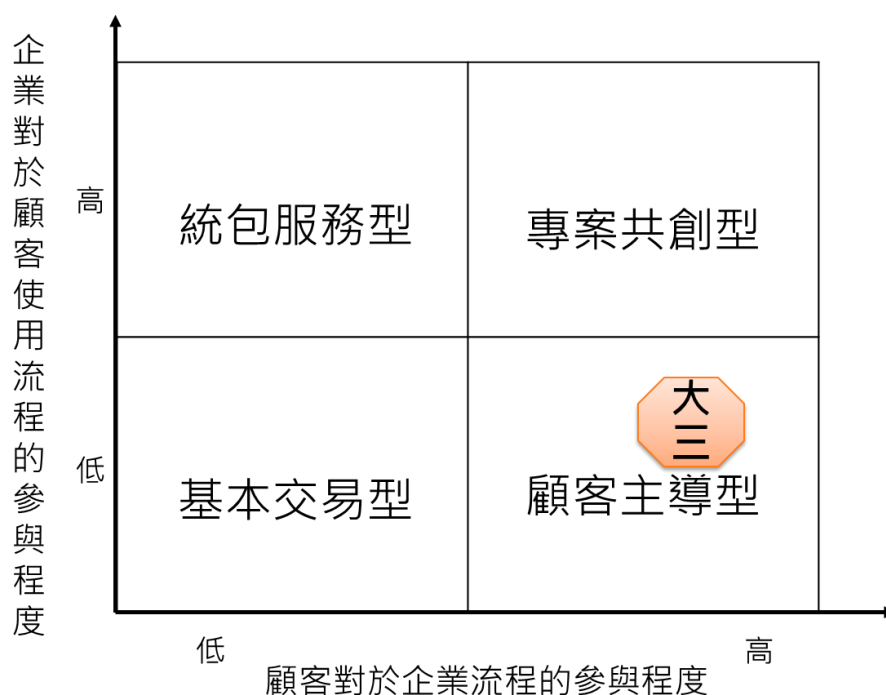 企業對於顧客使用流程的參與程度
高
統包服務型
專案共創型
大三
低
基本交易型
顧客主導型
低
高
顧客對於企業流程的參與程度